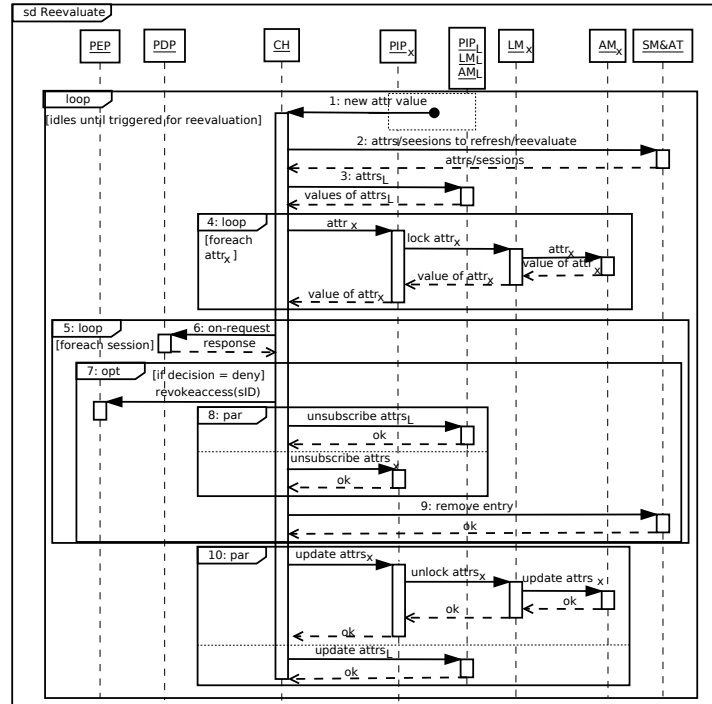 sd Reevaluate
PEP
PDP
CH
PIPx
PIPL
LML
AML
LMx
AMx
SM&AT
loop
[idles until triggered for reevaluation]
1: new attr value
2: attrs/seesions to refresh/reevaluate
attrs/sessions
3: attrsL
values of attrsL
4: loop
[foreach
attrx]
attr x
lock attrx
attrx
value of attrx
value of attrx
value of attrx
5: loop
[foreach session]
6: on-request
response
7: opt
[if decision = deny]
revokeaccess(sID)
8: par
unsubscribe attrsL
ok
unsubscribe attrs x
ok
9: remove entry
ok
10: par
update attrsx
unlock attrsx
update attrs x
ok
ok
ok
update attrsL
ok